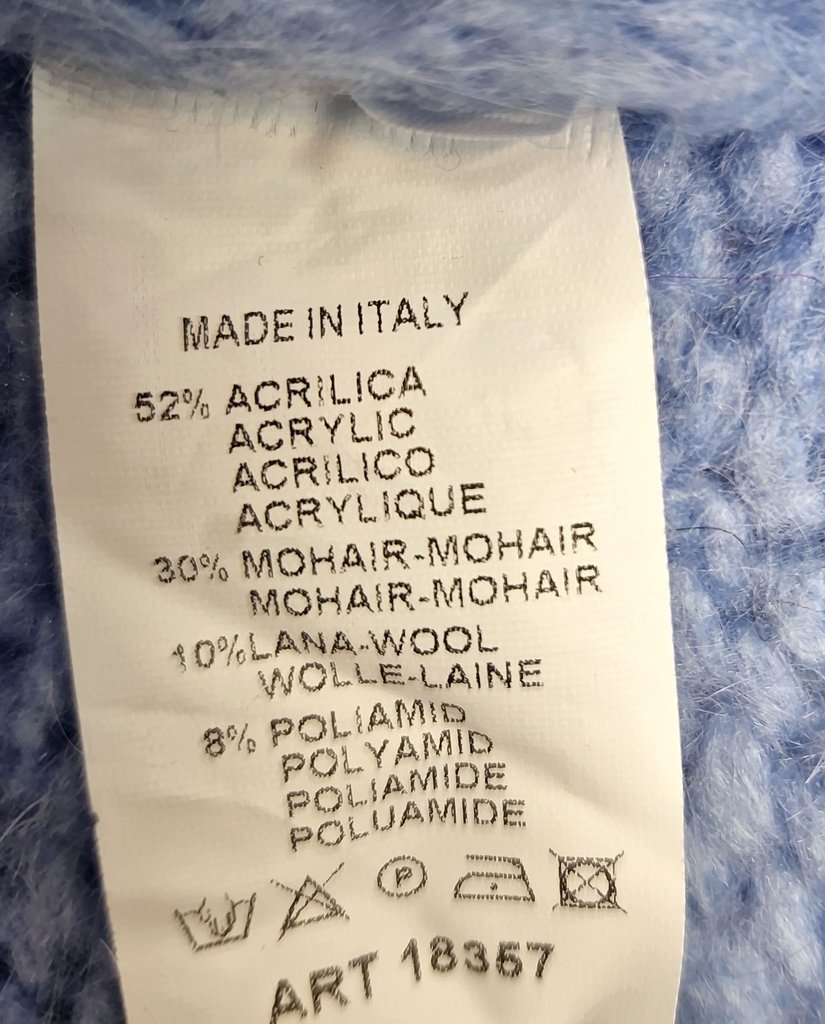 MADE IN ITALY
52% ACRILICA
ACRYLIC
ACRILICO
ACRYLIQUE
30% MOHAIR-MOHAIR
MOHAIR-MOHAIR
10%LANA-WOOL
WOLLE-LAINE
8% POLIAMID
POLYAMID
POLIAMIDE
POLUAMIDE
P
ART 18357